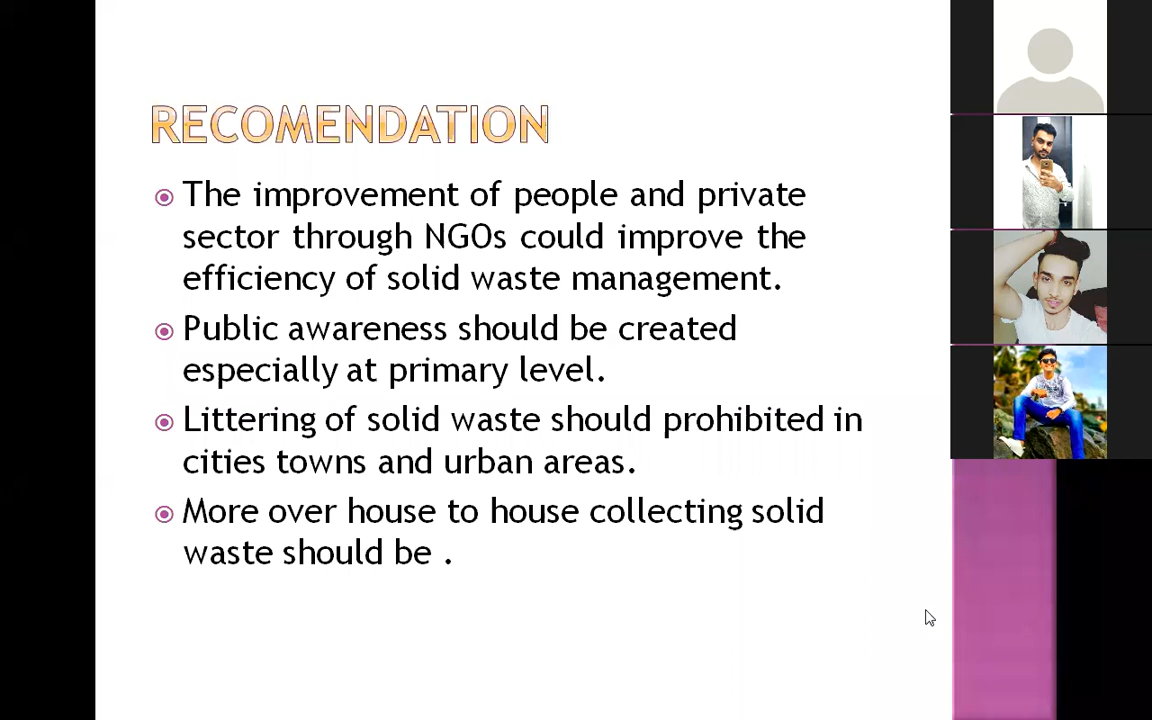 RECOMENDATION
The improvement of people and private
sector through NGOs could improve the
efficiency of solid waste management.
Public awareness should be created
especially at primary level.
Littering of solid waste should prohibited in
cities towns and urban areas.
More over house to house collecting solid
waste should be .